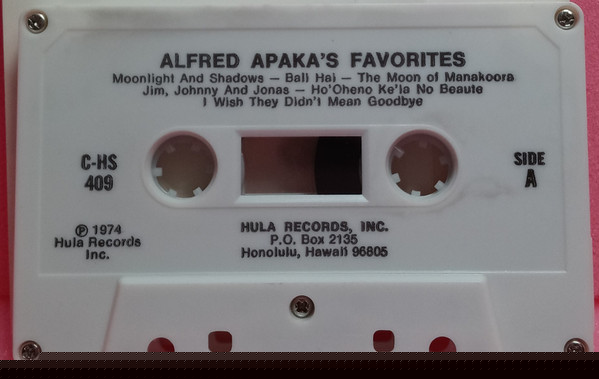 ALFRED APAKA'S FAVORITES
Moonlight And Shadows — Bali Hai — The Moon of Manakoora
Jim, Johnny And Jonas — Ho'Oheno Ke'Ia No Beaute
I Wish They Didn't Mean Goodbye
C-HS
409
SIDE
A
℗ 1974
Hula Records
Inc.
HULA RECORDS, INC.
P.O. Box 2135
Honolulu, Hawaii 96805